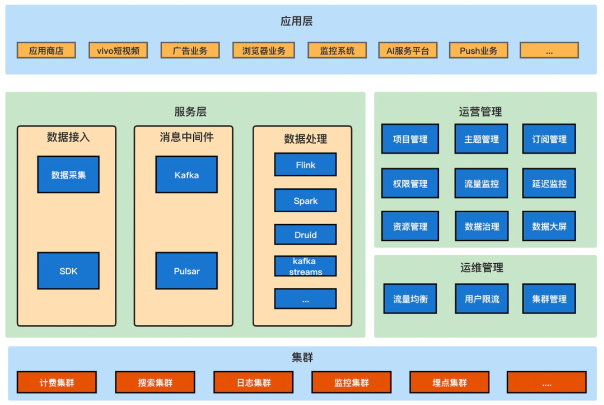 应用层
应用商店
vivo短视频
广告业务
浏览器业务
监控系统
AI服务平台
Push业务
...
服务层
数据接入
数据采集
SDK
消息中间件
Kafka
Pulsar
数据处理
Flink
Spark
Druid
kafka
streams
...
运营管理
项目管理
主题管理
订阅管理
权限管理
流量监控
延迟监控
资源管理
数据治理
数据大屏
运维管理
流量均衡
用户限流
集群管理
集群
计费集群
搜索集群
日志集群
监控集群
埋点集群
....